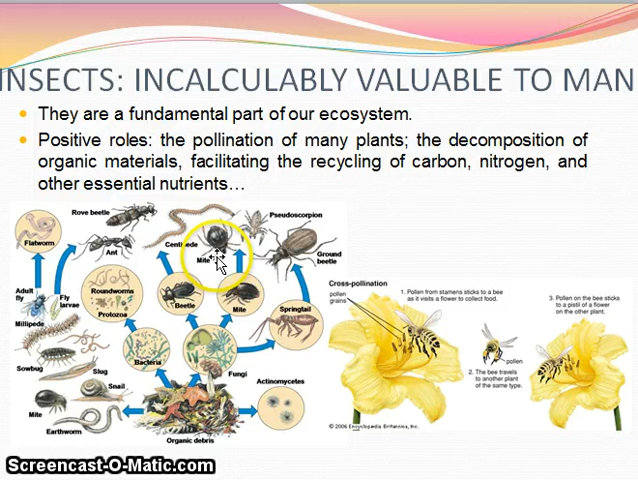 INSECTS: INCALCULABLY VALUABLE TO MAN
They are a fundamental part of our ecosystem.
Positive roles: the pollination of many plants; the decomposition of
organic materials, facilitating the recycling of carbon, nitrogen, and
other essential nutrients…
Rove beetle
Pseudoscorpion
Flatworm
Ant
Centipede
Mite
Ground
beetle
Adult
fly
Fly
larvae
Roundworms
Protozoa
Beetle
Mite
Springtail
Millipede
Sowbug
Slug
Bacteria
Fungi
Actinomycetes
Snail
Mite
Earthworm
Organic debris
Cross-pollination
pollen
grains
1. Pollen from stamens sticks to a bee
as it visits a flower to collect food.
pollen
2. The bee travels
to another plant
of the same type.
3. Pollen on the bee sticks
to a pistil of a flower
on the other plant.
© 2006 Encyclopædia Britannica, Inc.
Screencast-O-Matic.com